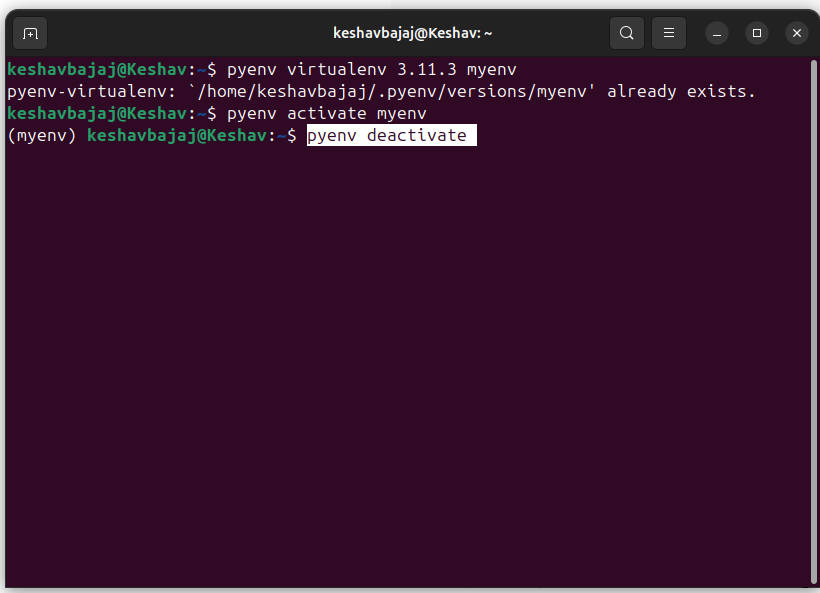 keshavbajaj@Keshav: ~
keshavbajaj@Keshav:~$ pyenv virtualenv 3.11.3 myenv
pyenv-virtualenv: `/home/keshavbajaj/.pyenv/versions/myenv' already exists.
keshavbajaj@Keshav:~$ pyenv activate myenv
(myenv) keshavbajaj@Keshav:~$ pyenv deactivate